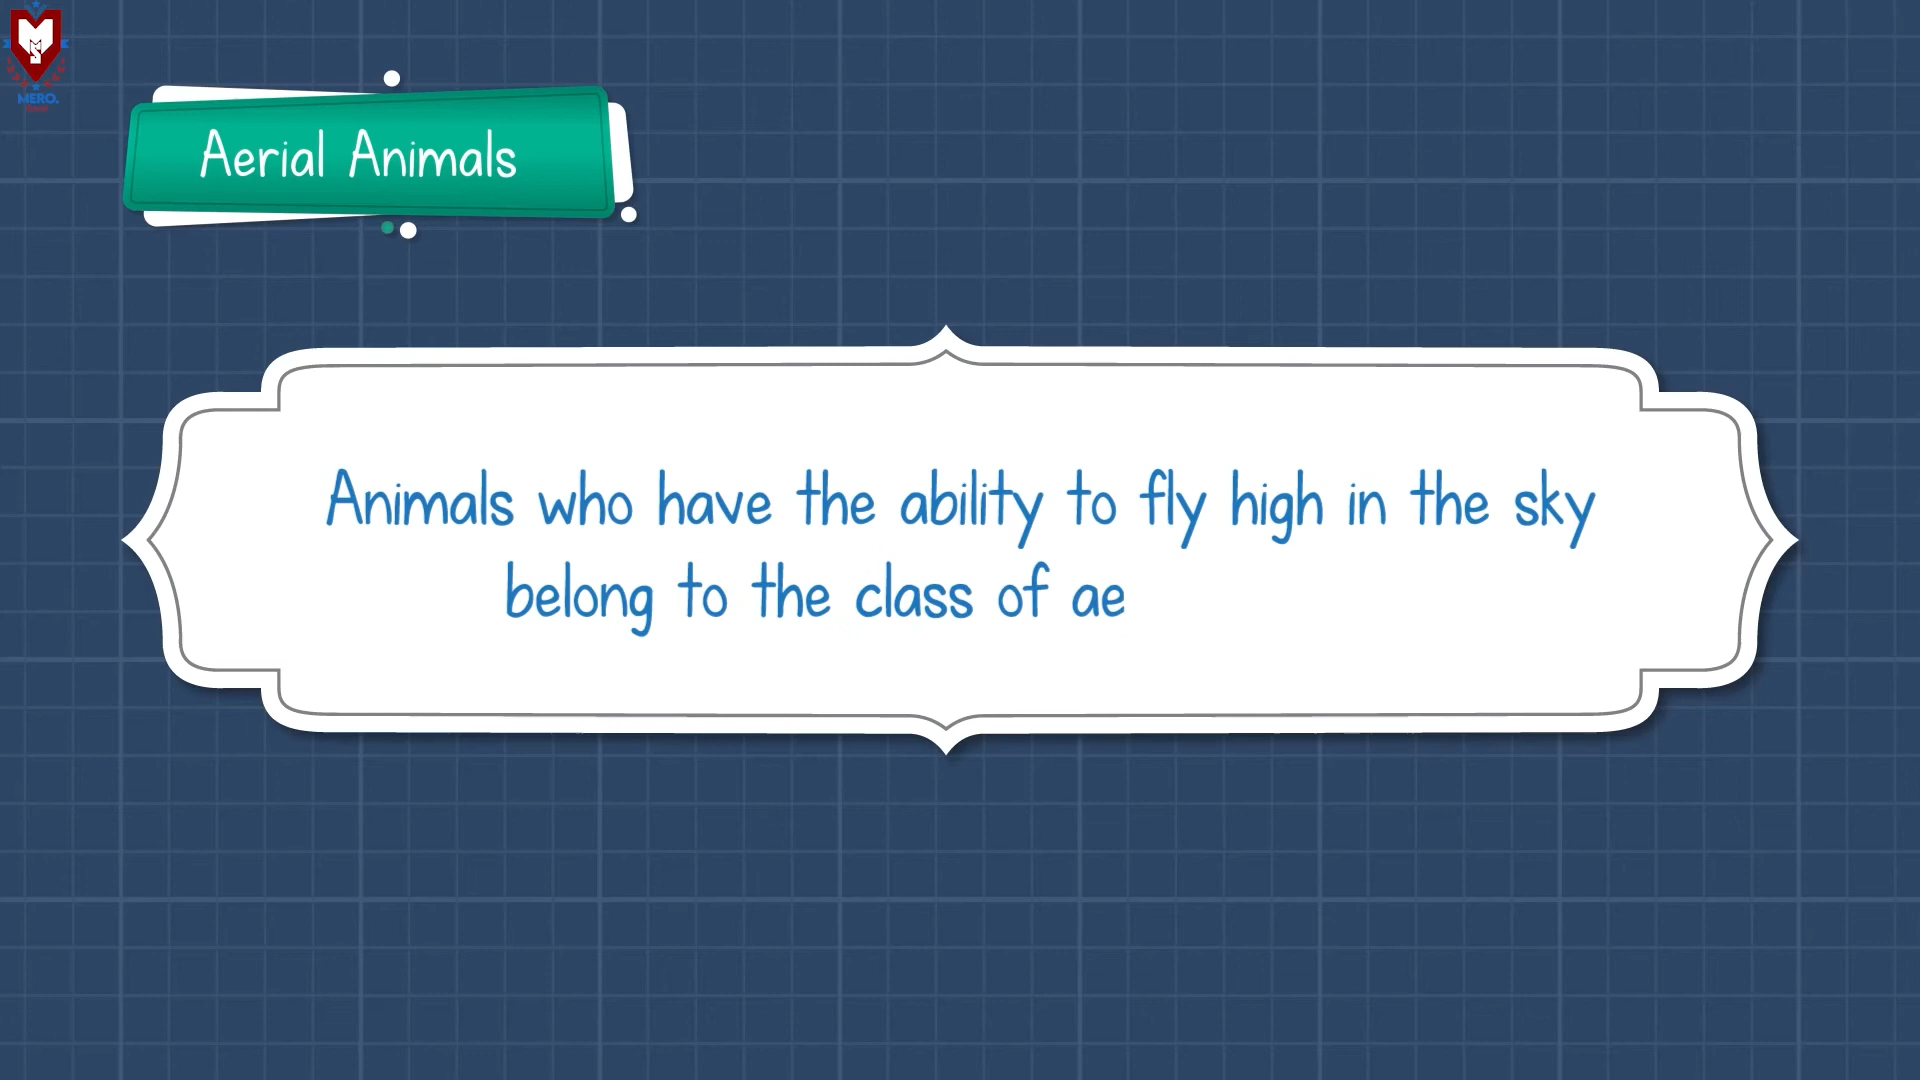 MERO.
Aerial Animals
Animals who have the ability to fly high in the sky
belong to the class of ae